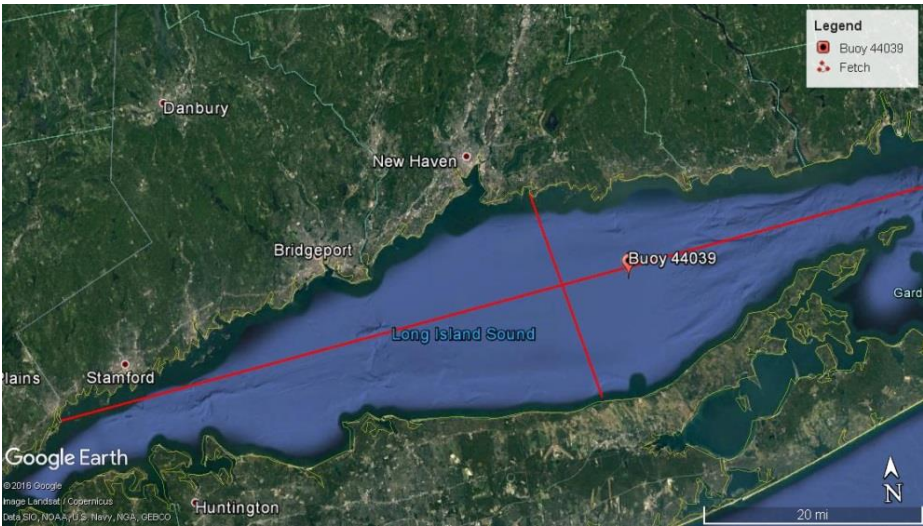 Legend
Buoy 44039
Fetch
Danbury
New Haven
Bridgeport
Buoy 44039
Gard
Long Island Sound
Plains
Stamford
Google Earth
© 2016 Google
Image Landsat / Copernicus
Data SIO, NOAA, U.S. Navy, NGA, GEBCO
Huntington
N
20 mi